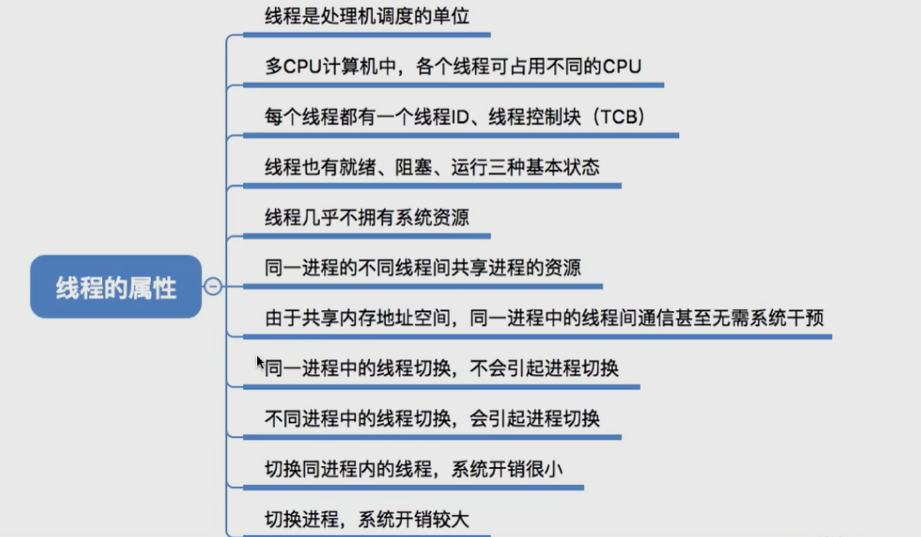 线程是处理机调度的单位
多CPU计算机中，各个线程可占用不同的CPU
每个线程都有一个线程ID、线程控制块（TCB）
线程也有就绪、阻塞、运行三种基本状态
线程几乎不拥有系统资源
线程的属性
同一进程的不同线程间共享进程的资源
由于共享内存地址空间，同一进程中的线程间通信甚至无需系统干预
同一进程中的线程切换，不会引起进程切换
不同进程中的线程切换，会引起进程切换
切换同进程内的线程，系统开销很小
切换进程，系统开销较大